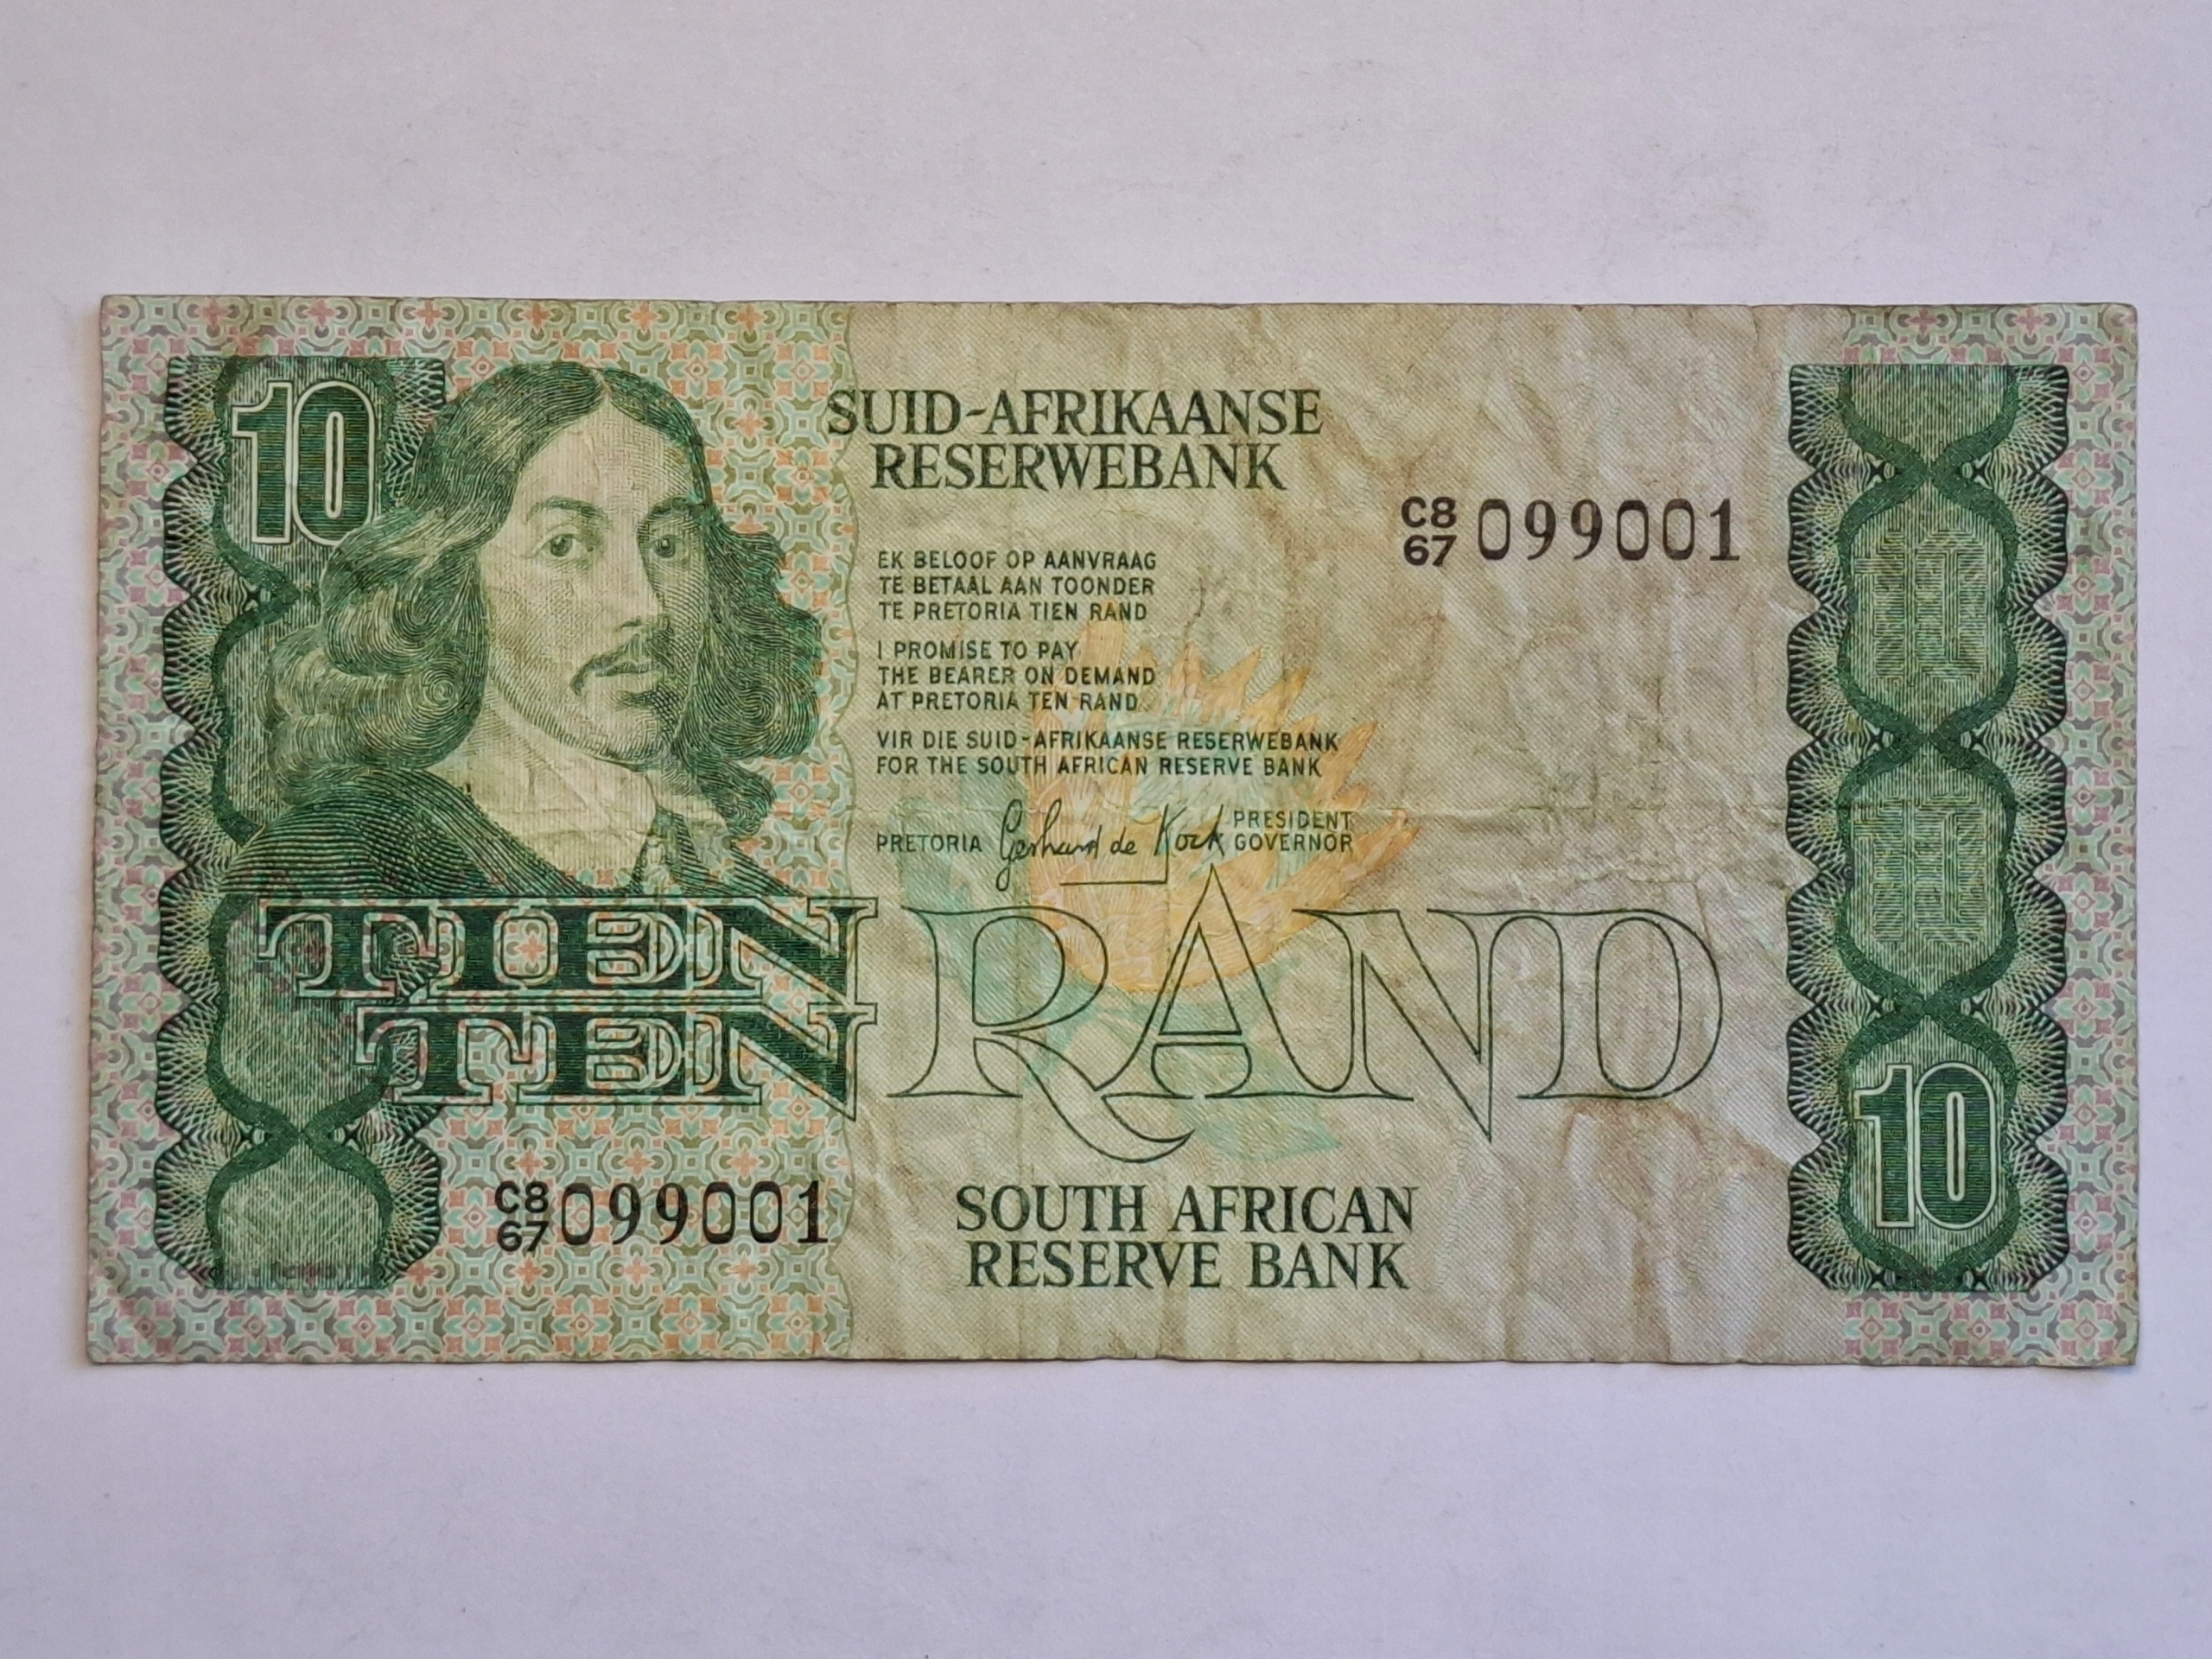 10
SUID-AFRIKAANSE
RESERWEBANK
C8
67 099001
EK BELOOF OP AANVRAAG
TE BETAAL AAN TOONDER
TE PRETORIA TIEN RAND
I PROMISE TO PAY
THE BEARER ON DEMAND
AT PRETORIA TEN RAND
VIR DIE SUID-AFRIKAANSE RESERWEBANK
FOR THE SOUTH AFRICAN RESERVE BANK
PRETORIA Gerhard de Kock PRESIDENT
GOVERNOR
TIEN
TEN
RAND
10
C8
67 099001
SOUTH AFRICAN
RESERVE BANK